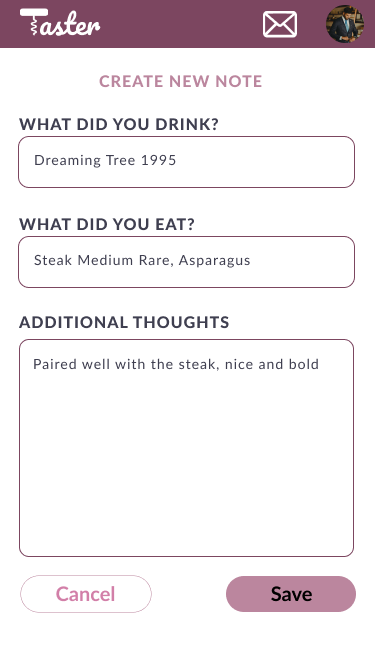 Taster
CREATE NEW NOTE
WHAT DID YOU DRINK?
Dreaming Tree 1995
WHAT DID YOU EAT?
Steak Medium Rare, Asparagus
ADDITIONAL THOUGHTS
Paired well with the steak, nice and bold
Cancel Save